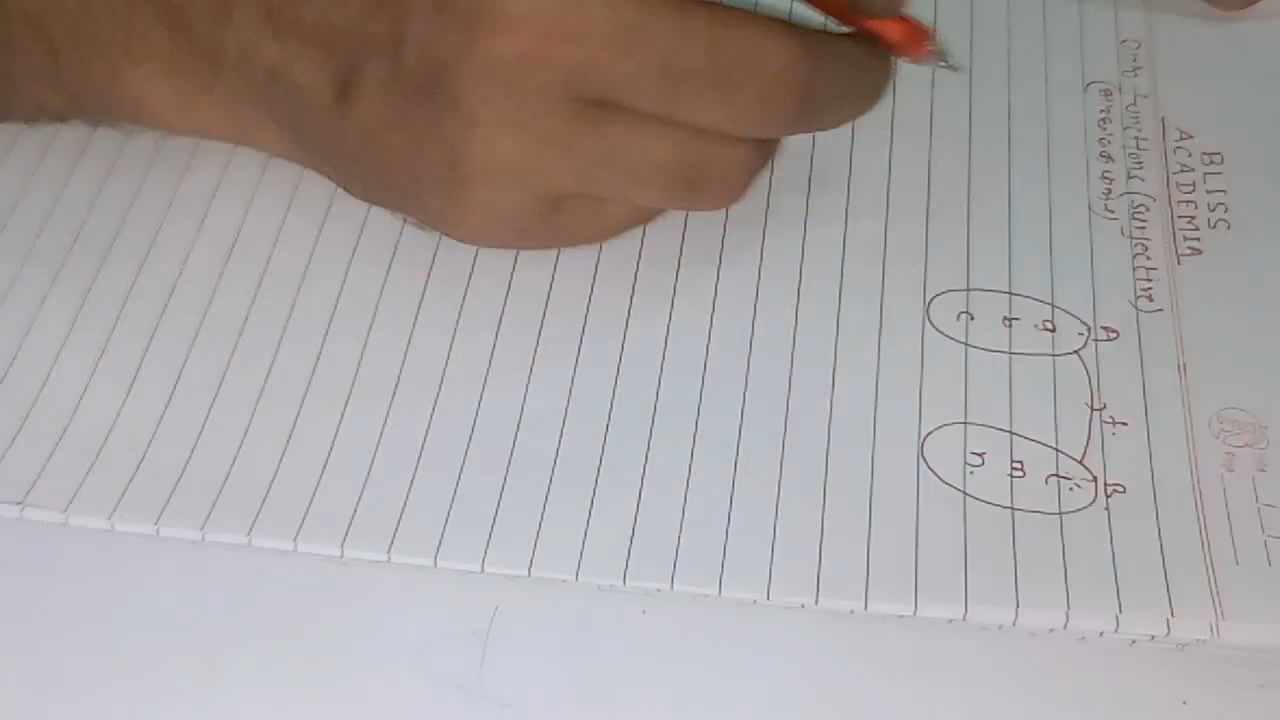 BLISS
ACADEMIA
Onto functions (surjective)
A f. B
a l
b m
c n.